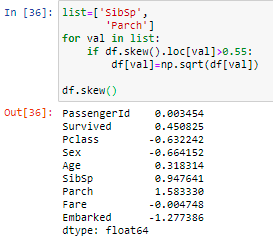 In [36]:
list=['SibSp',
'Parch']
for val in list:
if df.skew().loc[val]>0.55:
df[val]=np.sqrt(df[val])
df.skew()
Out[36]:
PassengerId 0.003454
Survived 0.450825
Pclass -0.632242
Sex -0.664152
Age 0.318314
SibSp 0.947641
Parch 1.583330
Fare -0.004748
Embarked -1.277386
dtype: float64